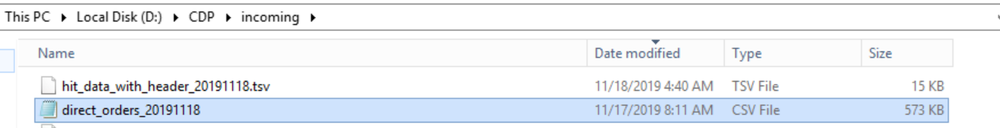 This PC ▸ Local Disk (D:) ▸ CDP ▸ incoming ▸
Name Date modified Type Size
hit_data_with_header_20191118.tsv 11/18/2019 4:40 AM TSV File 15 KB
direct_orders_20191118 11/17/2019 8:11 AM CSV File 573 KB